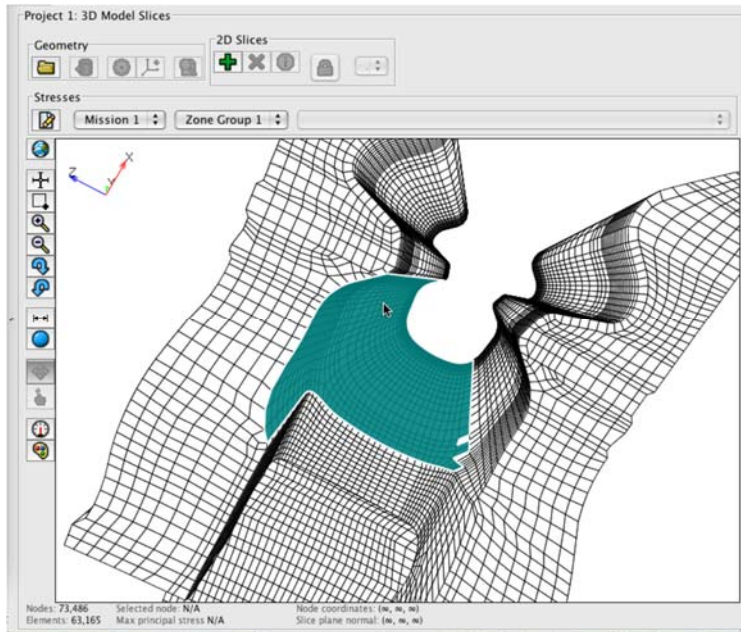 Project 1: 3D Model Slices
Geometry
2D Slices
Stresses
Mission 1
Zone Group 1
X
Z
Y
Nodes: 73,486 Selected node: N/A Node coordinates: (∞, ∞, ∞)
Elements: 63,165 Max principal stress N/A Slice plane normal: (∞, ∞, ∞)